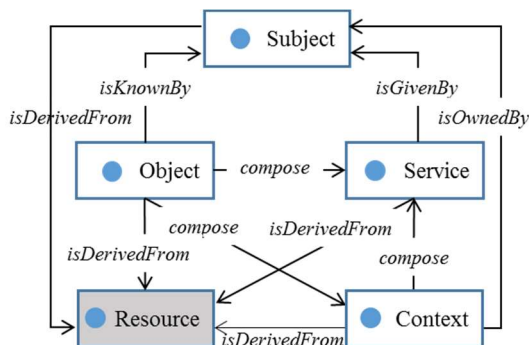 Subject
isKnownBy
isGivenBy
isDerivedFrom
isOwnedBy
Object
compose
Service
compose
isDerivedFrom
isDerivedFrom
compose
Resource
Context
isDerivedFrom